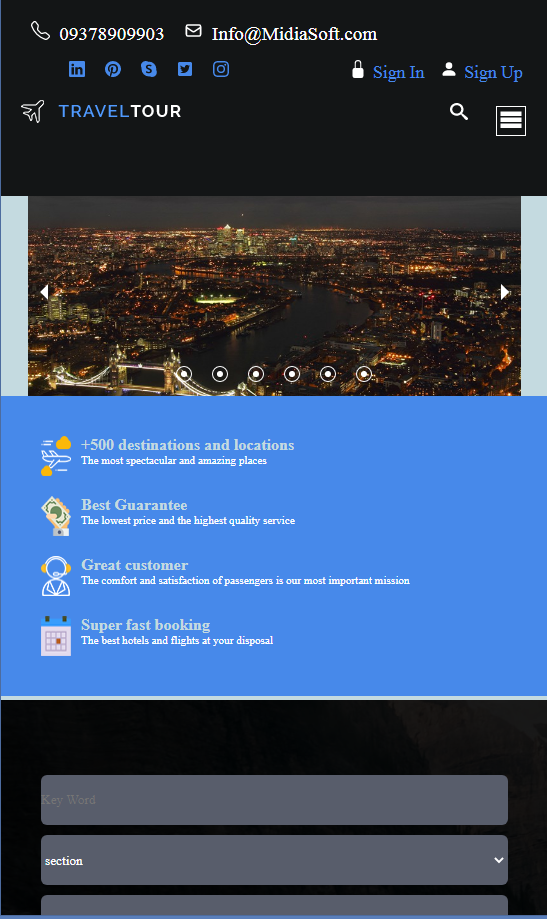 09378909903 Info@MidiaSoft.com
Sign In Sign Up
TRAVELTOUR
+500 destinations and locations
The most spectacular and amazing places
Best Guarantee
The lowest price and the highest quality service
Great customer
The comfort and satisfaction of passengers is our most important mission
Super fast booking
The best hotels and flights at your disposal
Key Word
section